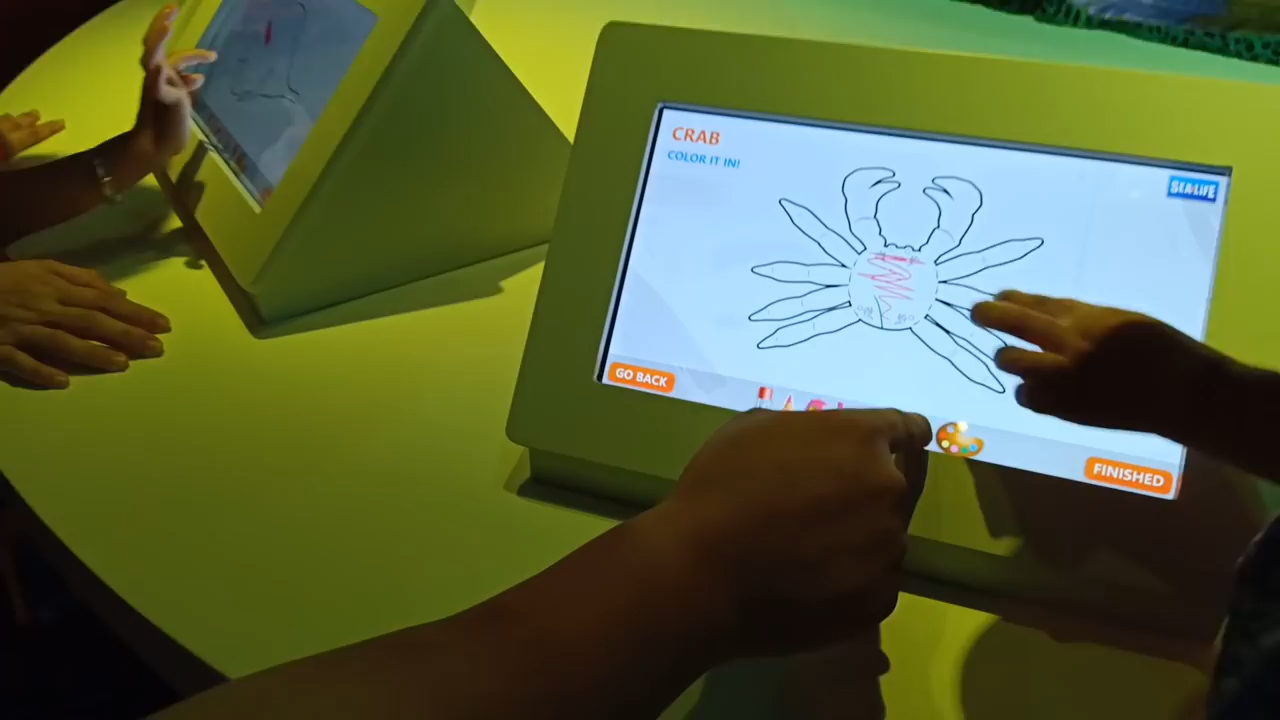 CRAB
COLOR IT IN!
SEA LIFE
GO BACK
FINISHED